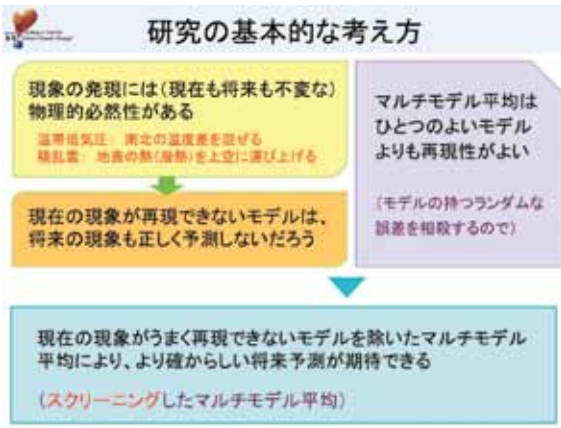 研究の基本的な考え方
現象の発現には(現在も将来も不変な)
物理的必然性がある
温帯低気圧: 南北の温度差を混ぜる
積乱雲: 地表の熱(潜熱)を上空に運び上げる
現在の現象が再現できないモデルは、
将来の現象も正しく予測しないだろう
マルチモデル平均は
ひとつのよいモデル
よりも再現性がよい
(モデルの持つランダムな
誤差を相殺するので)
現在の現象がうまく再現できないモデルを除いたマルチモデル
平均により、より確からしい将来予測が期待できる
(スクリーニングしたマルチモデル平均)